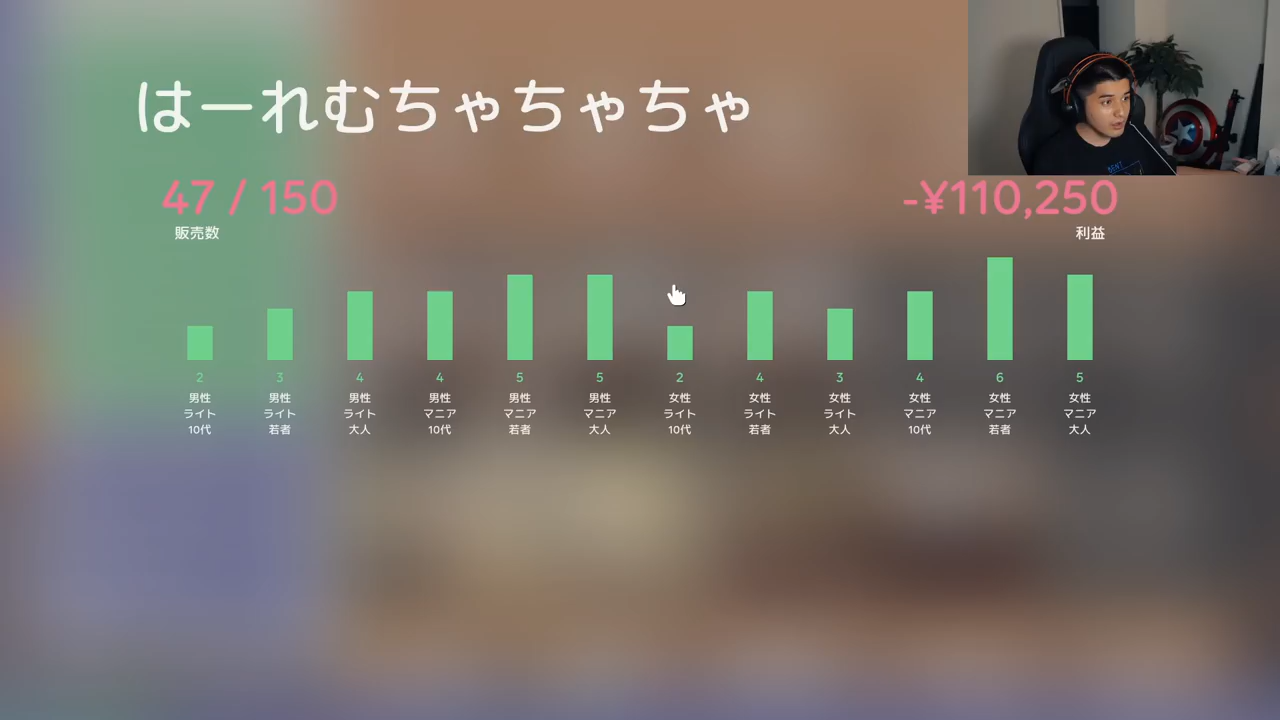 はーれむちゃちゃちゃ
47 / 150
-¥110,250
販売数
利益
2 3 4 4 5 5 2 4 3 4 6 5
男性 男性 男性 男性 男性 男性 女性 女性 女性 女性 女性 女性
ライト ライト ライト マニア マニア マニア ライト ライト ライト マニア マニア マニア
10代 若者 大人 10代 若者 大人 10代 若者 大人 10代 若者 大人